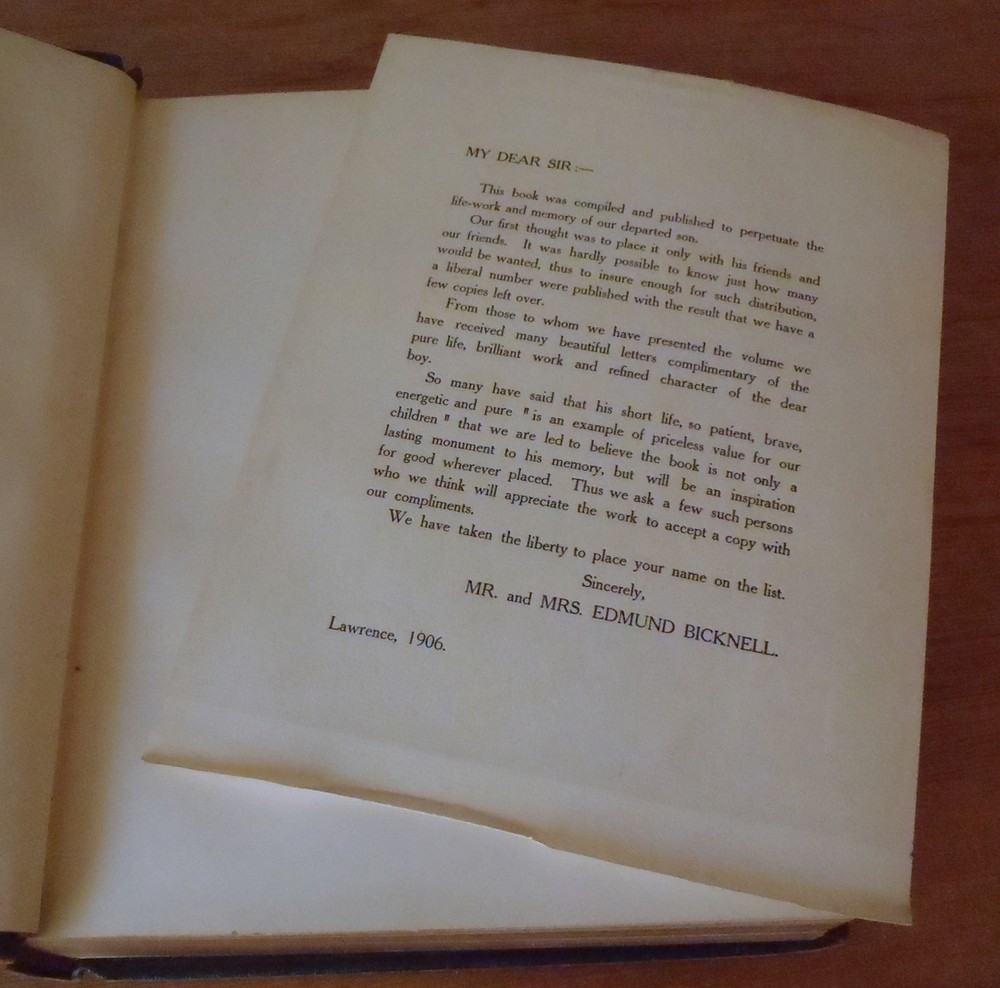 MY DEAR SIR:—
This book was compiled and published to perpetuate the
life-work and memory of our departed son.
Our first thought was to place it only with his friends and
our friends. It was hardly possible to know just how many
would be wanted, thus to insure enough for such distribution,
a liberal number were published with the result that we have a
few copies left over.
From those to whom we have presented the volume we
have received many beautiful letters complimentary of the
pure life, brilliant work and refined character of the dear
boy.
So many have said that his short life, so patient, brave,
energetic and pure "is an example of priceless value for our
children" that we are led to believe the book is not only a
lasting monument to his memory, but will be an inspiration
for good wherever placed. Thus we ask a few such persons
who we think will appreciate the work to accept a copy with
our compliments.
We have taken the liberty to place your name on the list.
Sincerely,
MR. and MRS. EDMUND BICKNELL.
Lawrence, 1906.